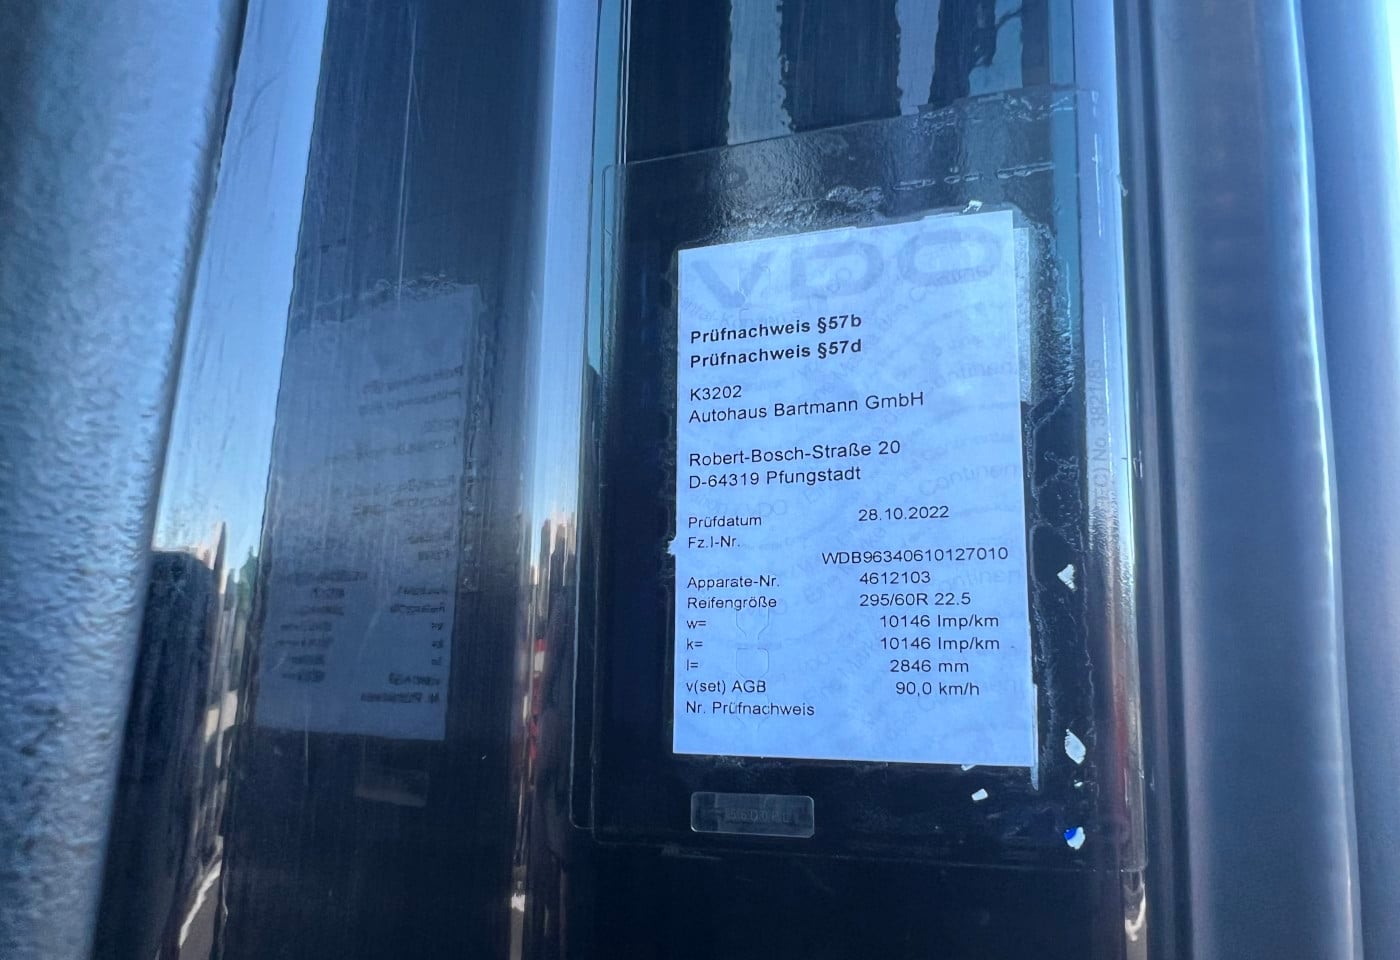 VDO
Prüfnachweis §57b
Prüfnachweis §57d
K3202
Autohaus Bartmann GmbH
Robert-Bosch-Straße 20
D-64319 Pfungstadt
Prüfdatum 28.10.2022
Fz.I-Nr.
WDB96340610127010
Apparate-Nr. 4612103
Reifengröße 295/60R 22.5
w= 10146 Imp/km
k= 10146 Imp/km
l= 2846 mm
v(set) AGB 90,0 km/h
Nr. Prüfnachweis